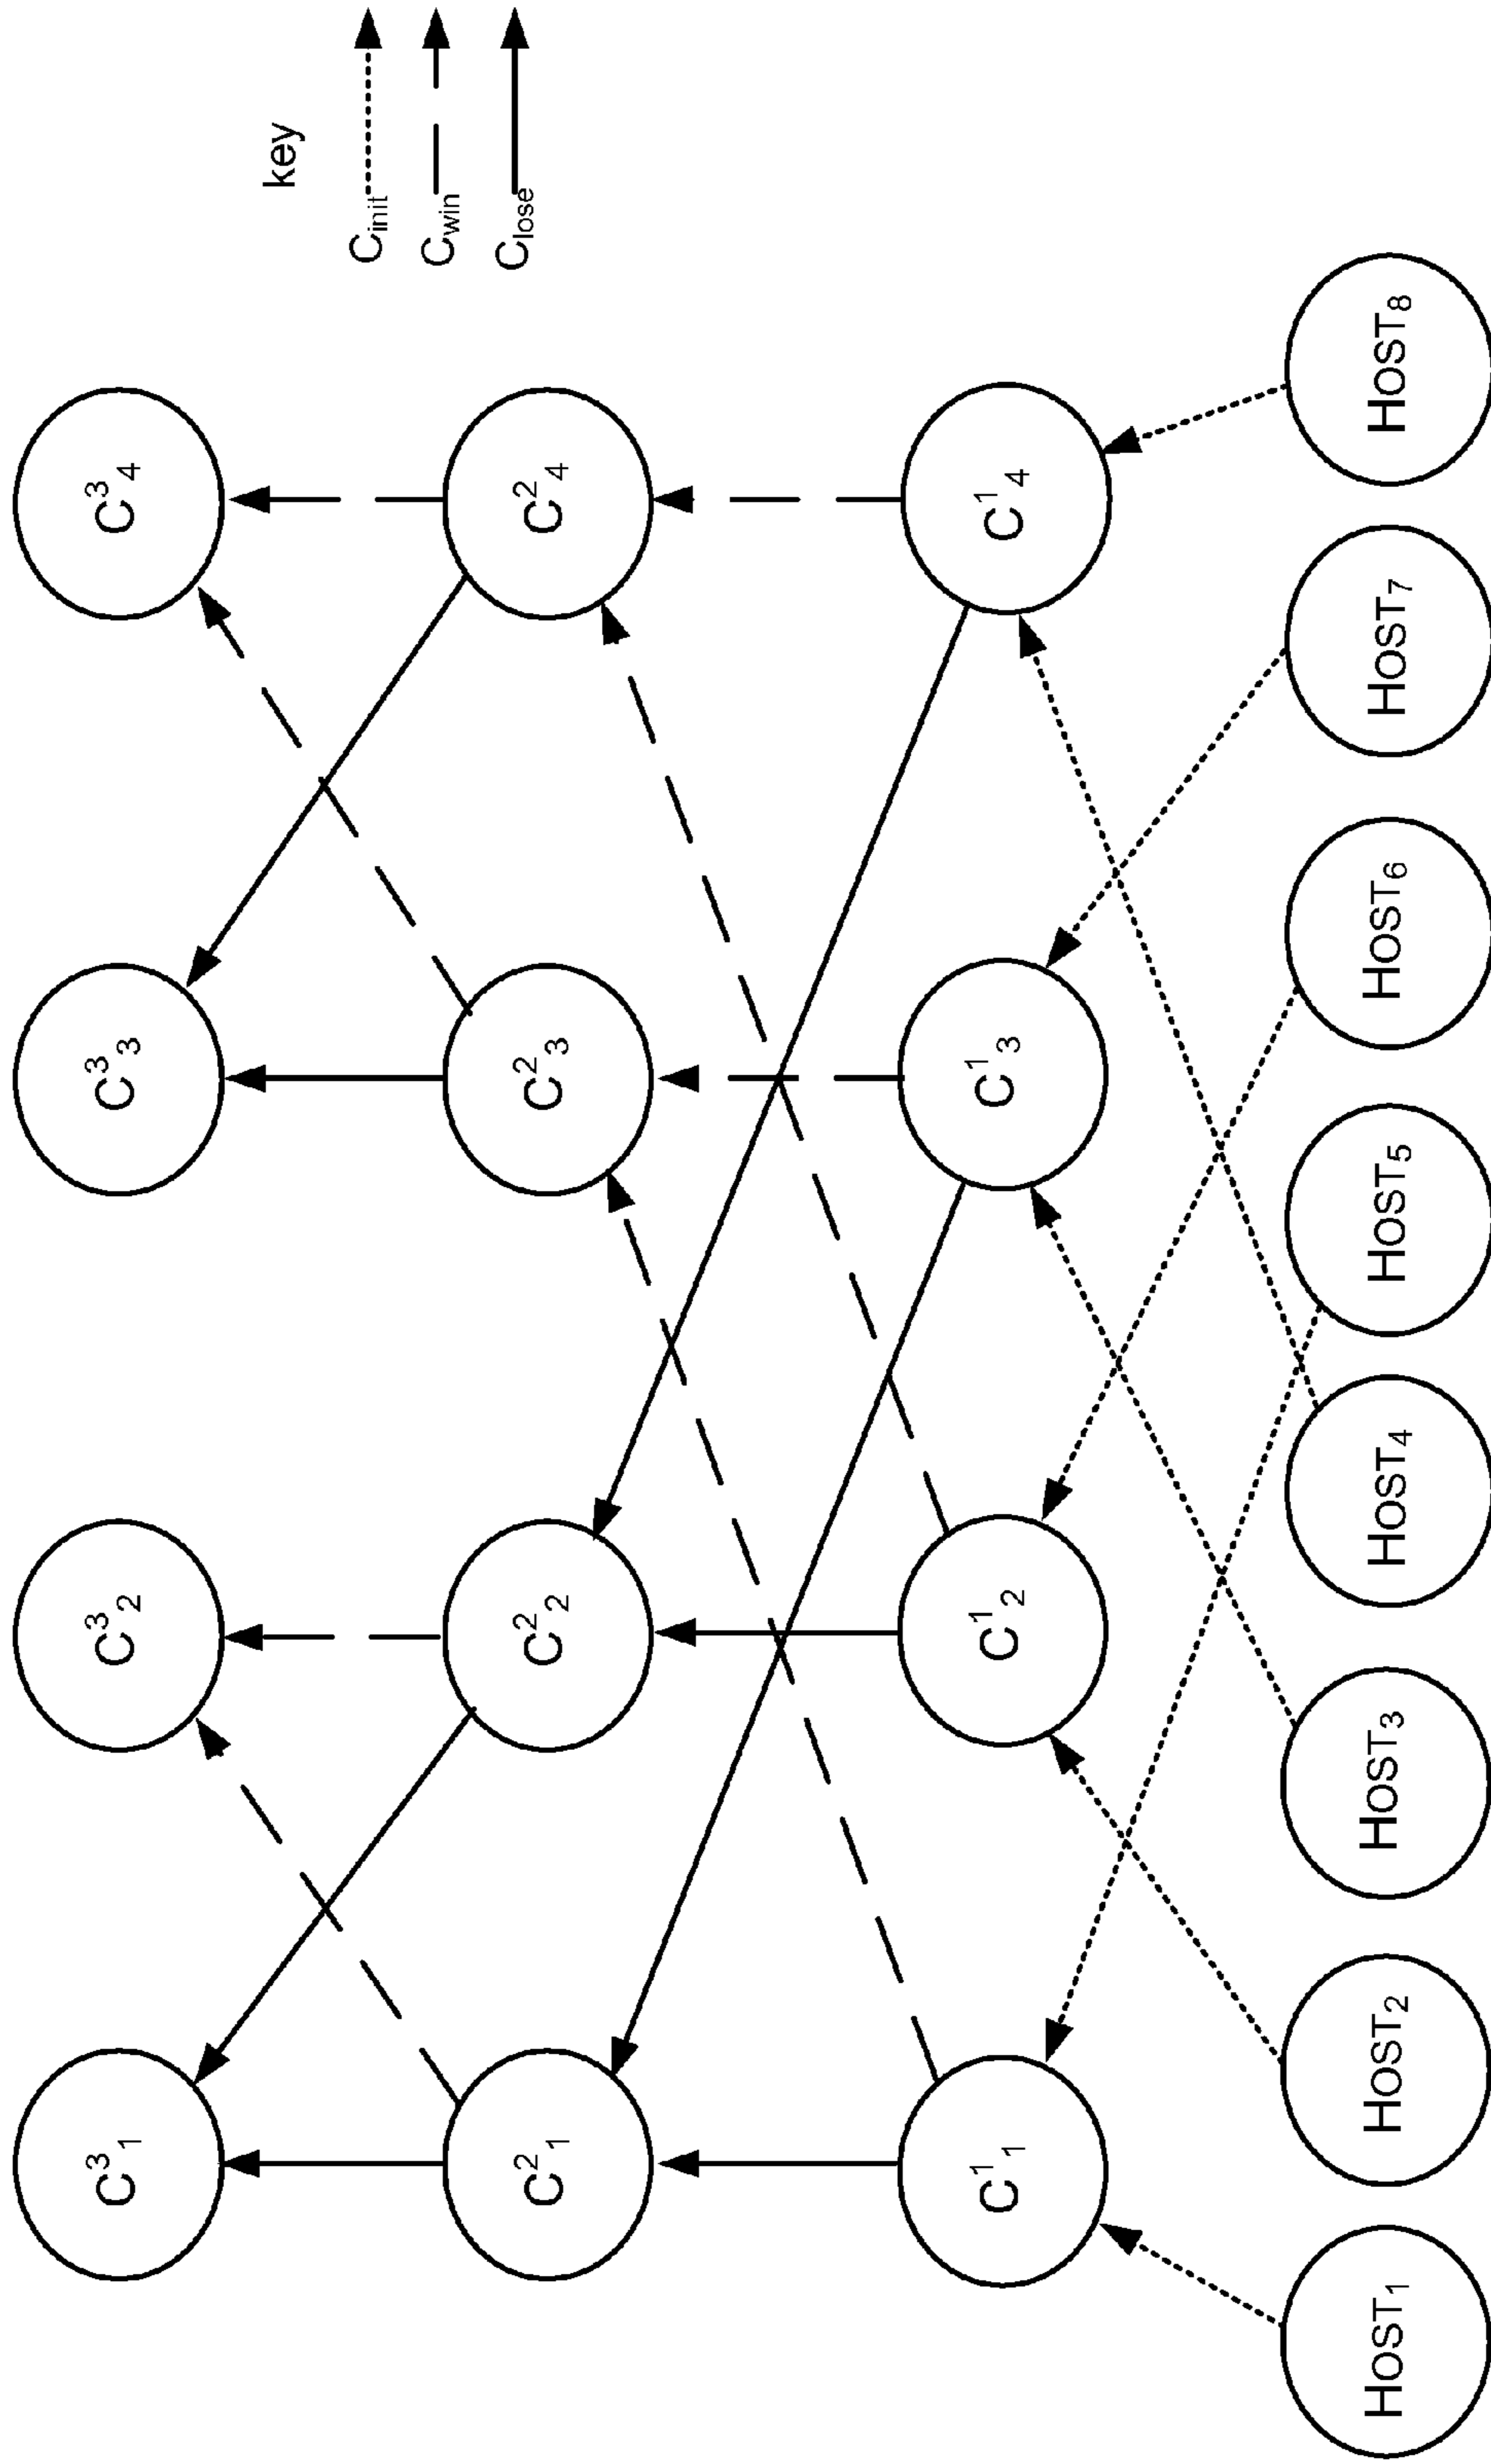 key
C_init
C_win
C_lose
C^3_1 C^3_2 C^3_3 C^3_4
C^2_1 C^2_2 C^2_3 C^2_4
C^1_1 C^1_2 C^1_3 C^1_4
HOST_1 HOST_2 HOST_3 HOST_4 HOST_5 HOST_6 HOST_7 HOST_8